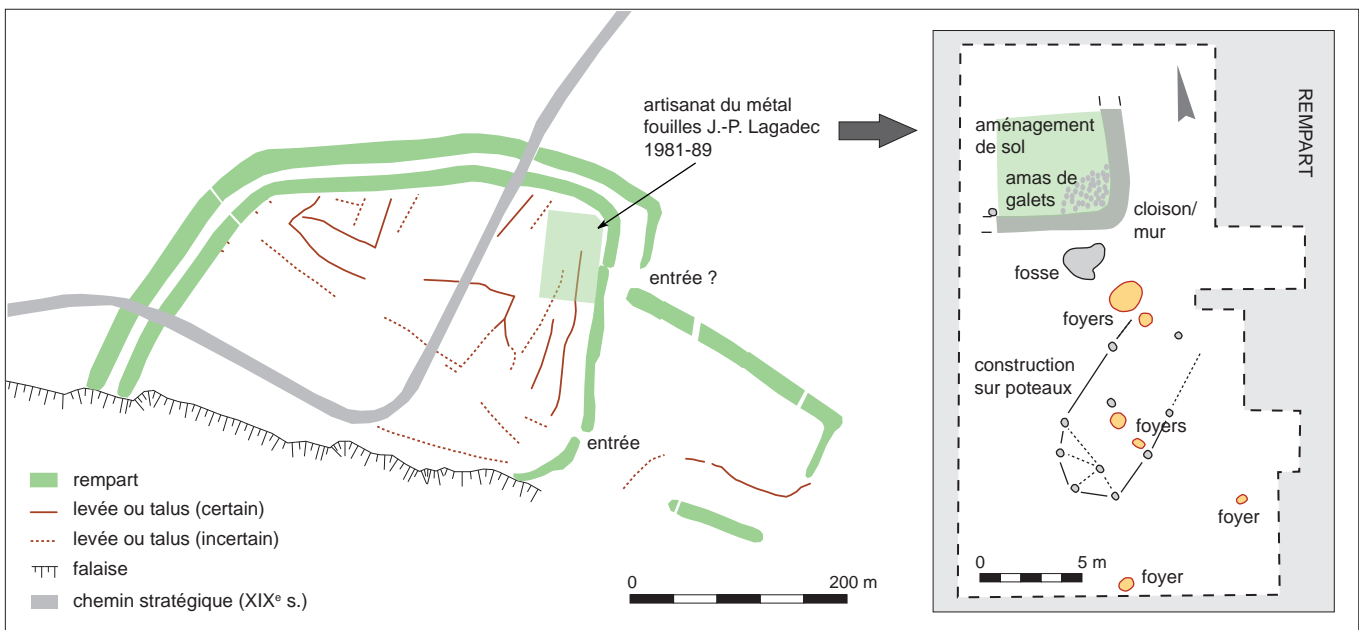 artisanat du métal
fouilles J.-P. Lagadec
1981-89
entrée ?
entrée
rempart
levée ou talus (certain)
levée ou talus (incertain)
falaise
chemin stratégique (XIXe s.)
0 200 m
REMPART
aménagement
de sol
amas de
galets
cloison/
mur
fosse
foyers
construction
sur poteaux
foyers
foyer
0 5 m
foyer